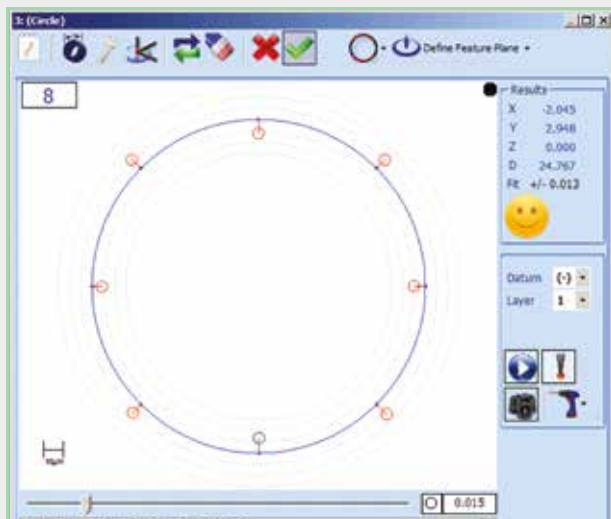 3: (Circle)
Define Feature Plane
8
Results
X -2.045
Y 2.948
Z 0.000
D 24.767
Fit +/- 0.013
Datum (-)
Layer 1
0.015